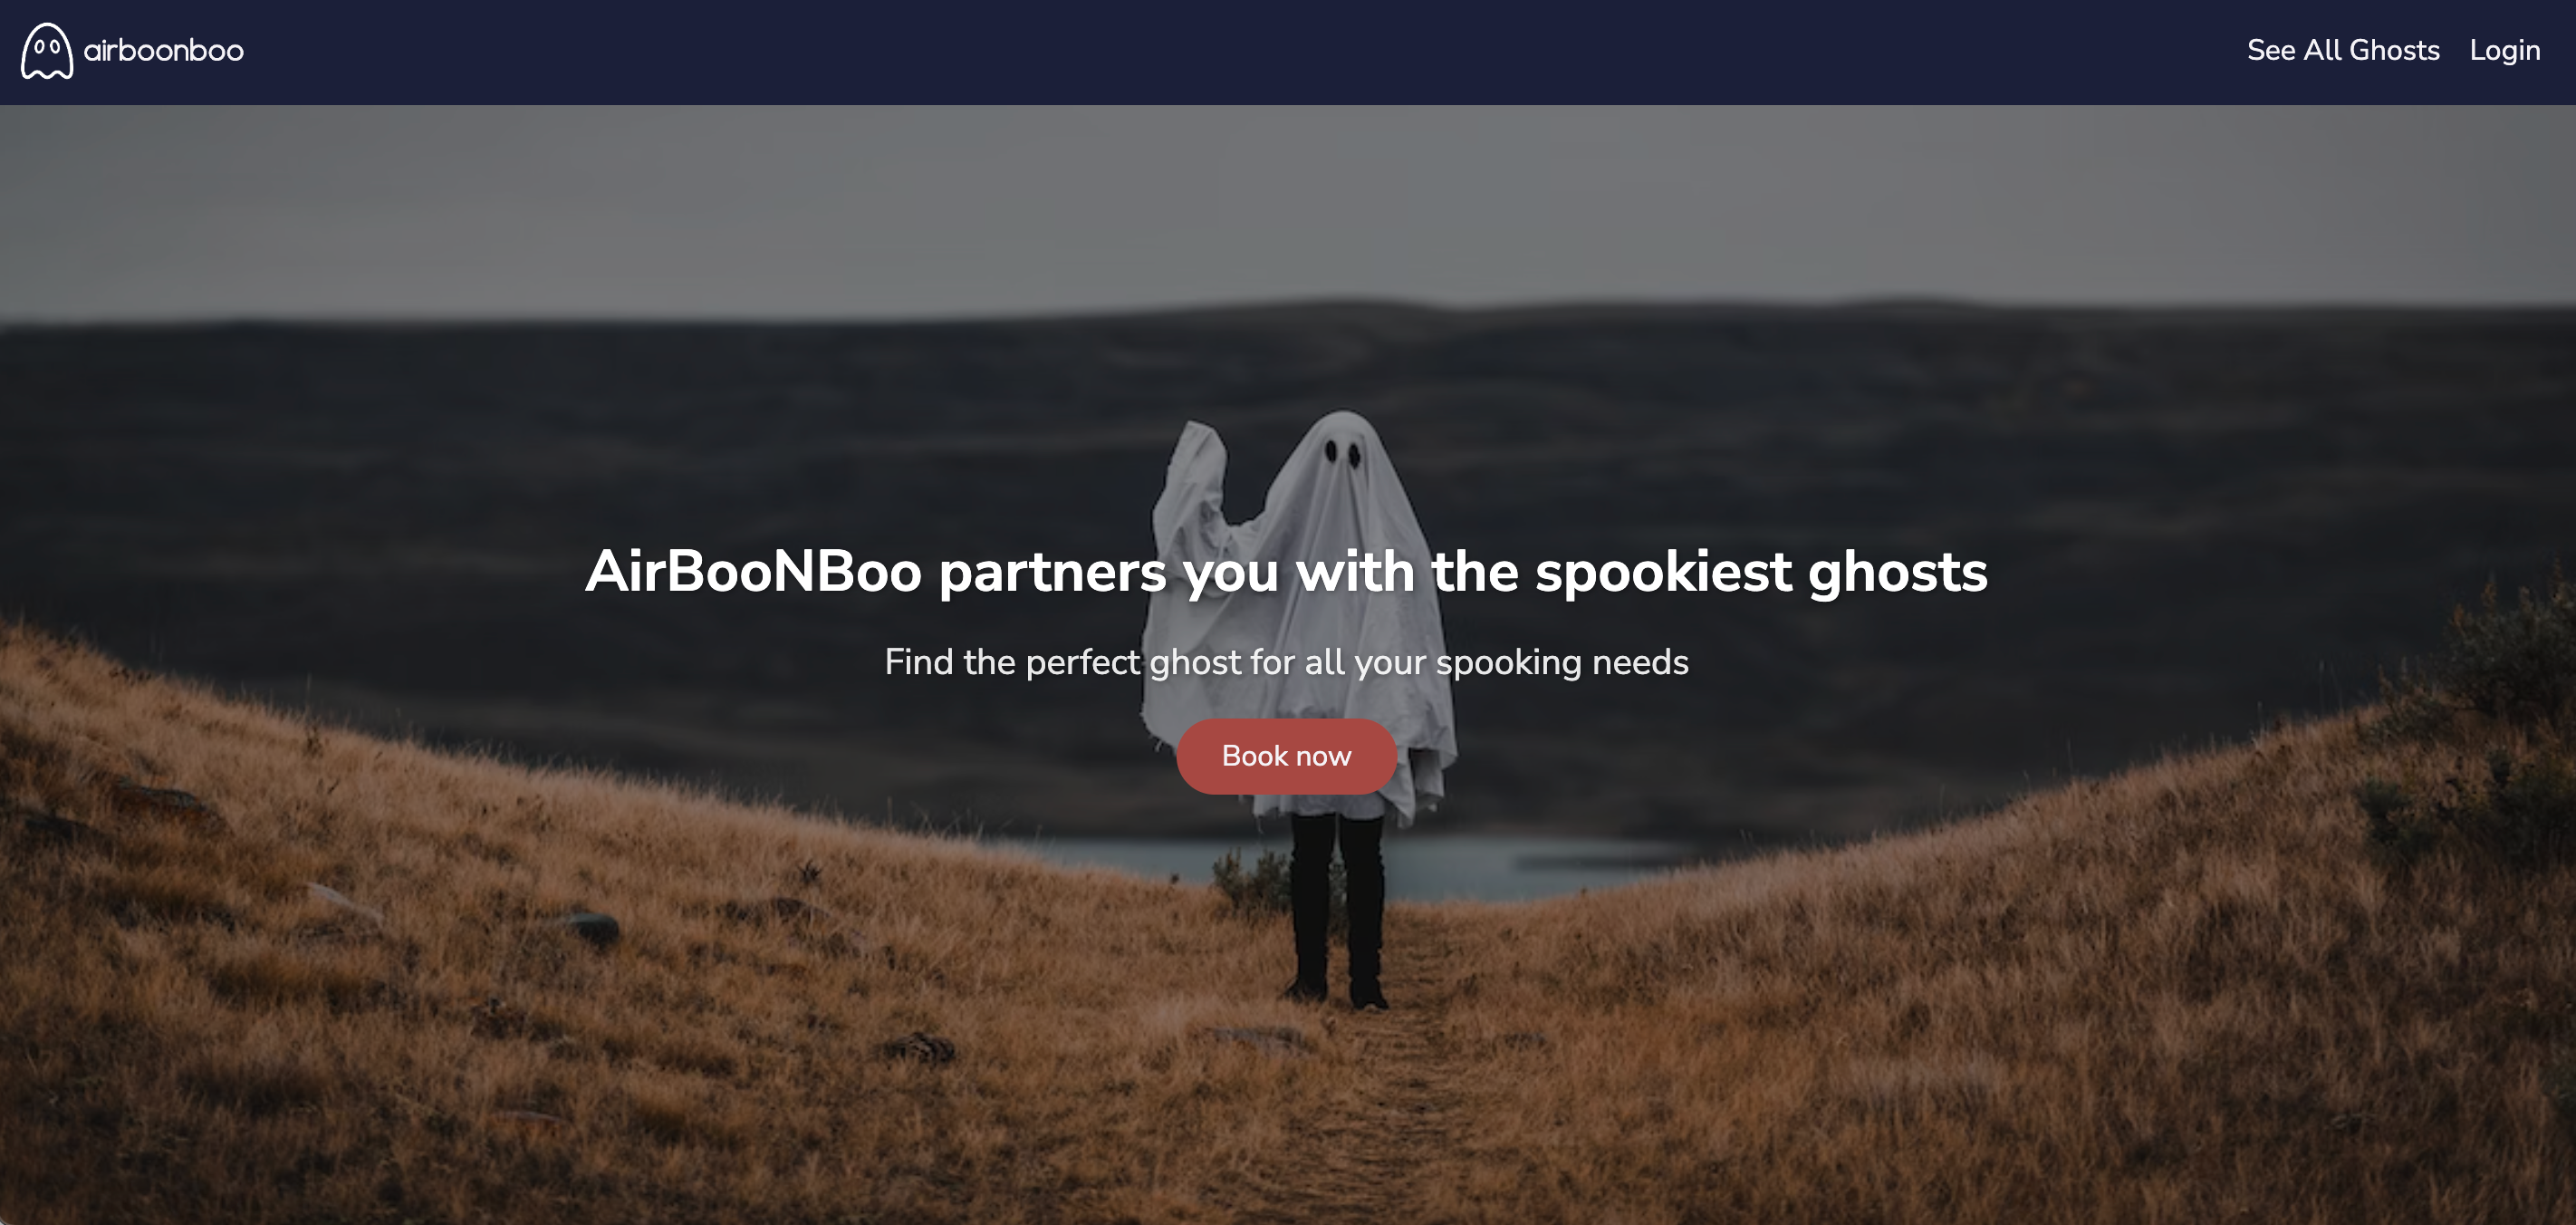 airboonboo
See All Ghosts
Login
AirBooNBoo partners you with the spookiest ghosts
Find the perfect ghost for all your spooking needs
Book now